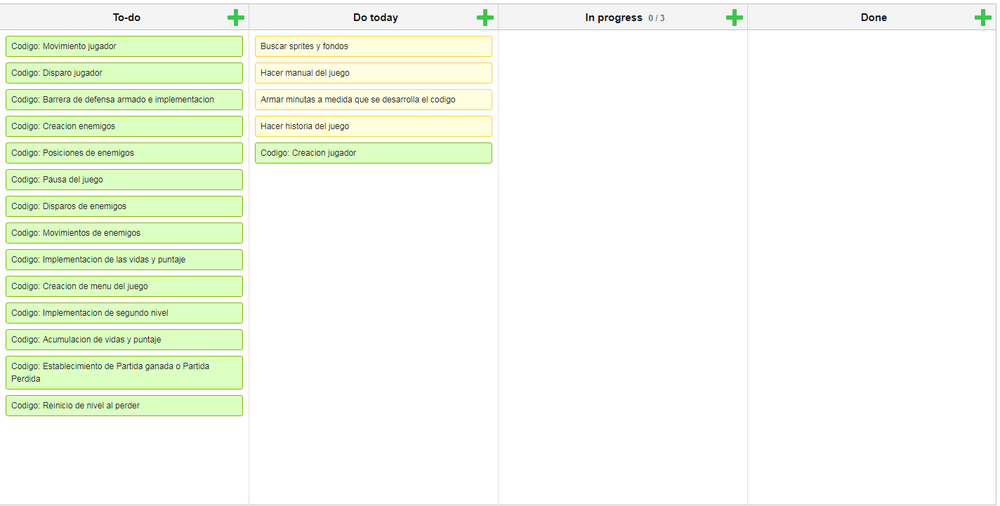 To-do
Codigo: Movimiento jugador
Codigo: Disparo jugador
Codigo: Barrera de defensa armado e implementacion
Codigo: Creacion enemigos
Codigo: Posiciones de enemigos
Codigo: Pausa del juego
Codigo: Disparos de enemigos
Codigo: Movimientos de enemigos
Codigo: Implementacion de las vidas y puntaje
Codigo: Creacion de menu del juego
Codigo: Implementacion de segundo nivel
Codigo: Acumulacion de vidas y puntaje
Codigo: Establecimiento de Partida ganada o Partida
Perdida
Codigo: Reinicio de nivel al perder
Do today
Buscar sprites y fondos
Hacer manual del juego
Armar minutas a medida que se desarrolla el codigo
Hacer historia del juego
Codigo: Creacion jugador
In progress 0 / 3
Done